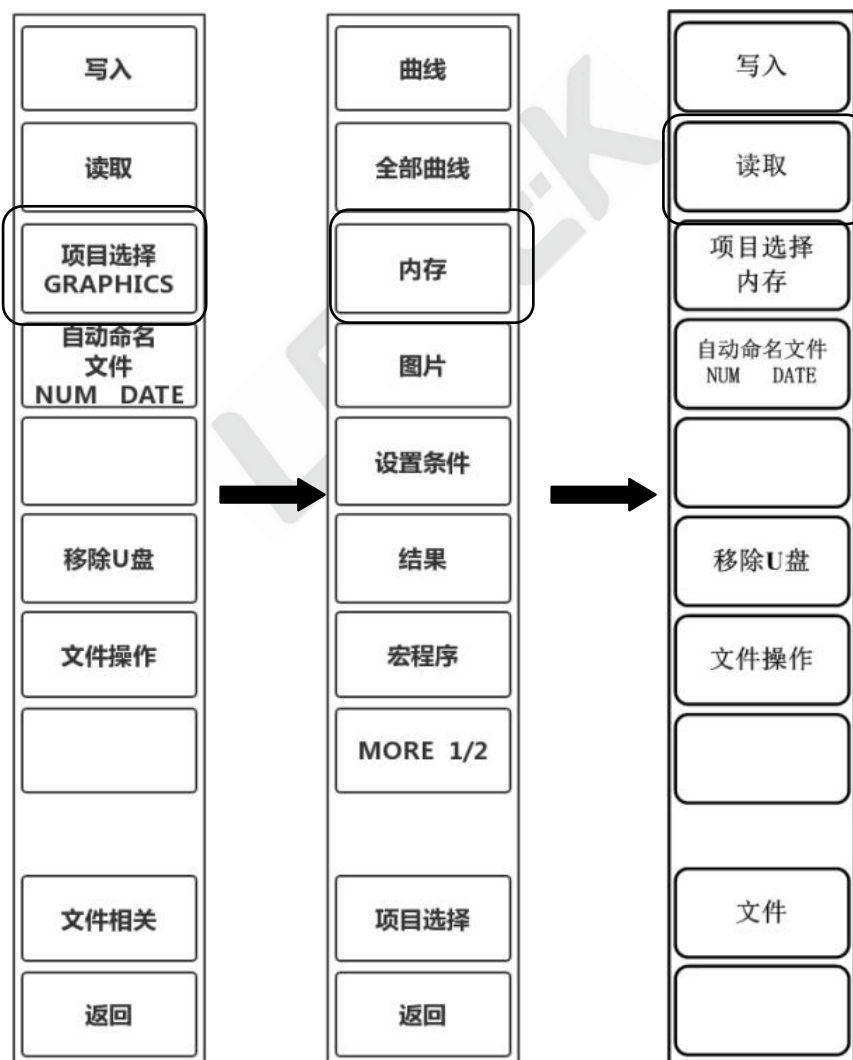 写入
读取
项目选择
GRAPHICS
自动命名
文件
NUM DATE
移除U盘
文件操作
文件相关
返回
曲线
全部曲线
内存
图片
设置条件
结果
宏程序
MORE 1/2
项目选择
返回
写入
读取
项目选择
内存
自动命名文件
NUM DATE
移除U盘
文件操作
文件